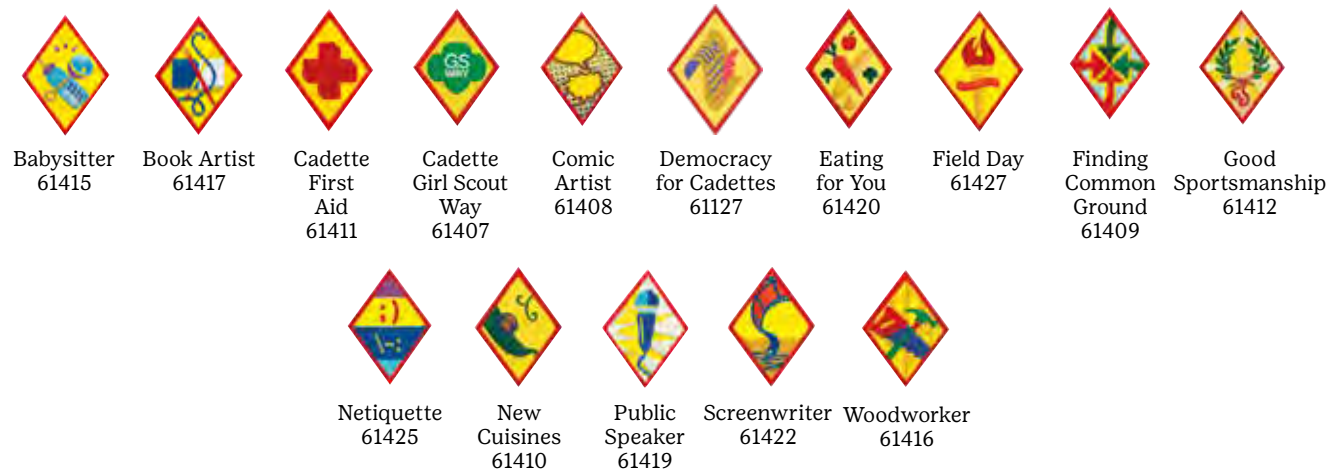 GS
WAY
Babysitter
61415
Book Artist
61417
Cadette
First
Aid
61411
Cadette
Girl Scout
Way
61407
Comic
Artist
61408
Democracy
for Cadettes
61127
Eating
for You
61420
Field Day
61427
Finding
Common
Ground
61409
Good
Sportsmanship
61412
:)
\-:
Netiquette
61425
New
Cuisines
61410
Public
Speaker
61419
Screenwriter
61422
Woodworker
61416